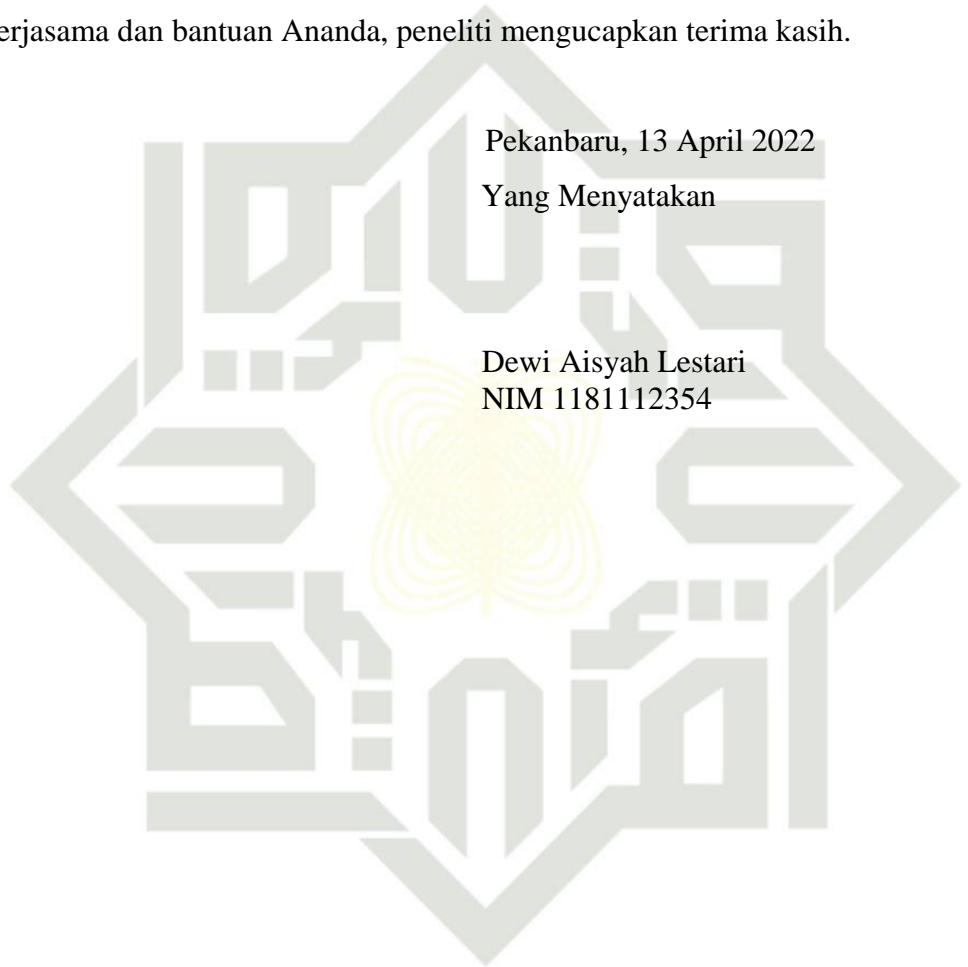 erjasama dan bantuan Ananda, peneliti mengucapkan terima kasih.
Pekanbaru, 13 April 2022
Yang Menyatakan
Dewi Aisyah Lestari
NIM 1181112354